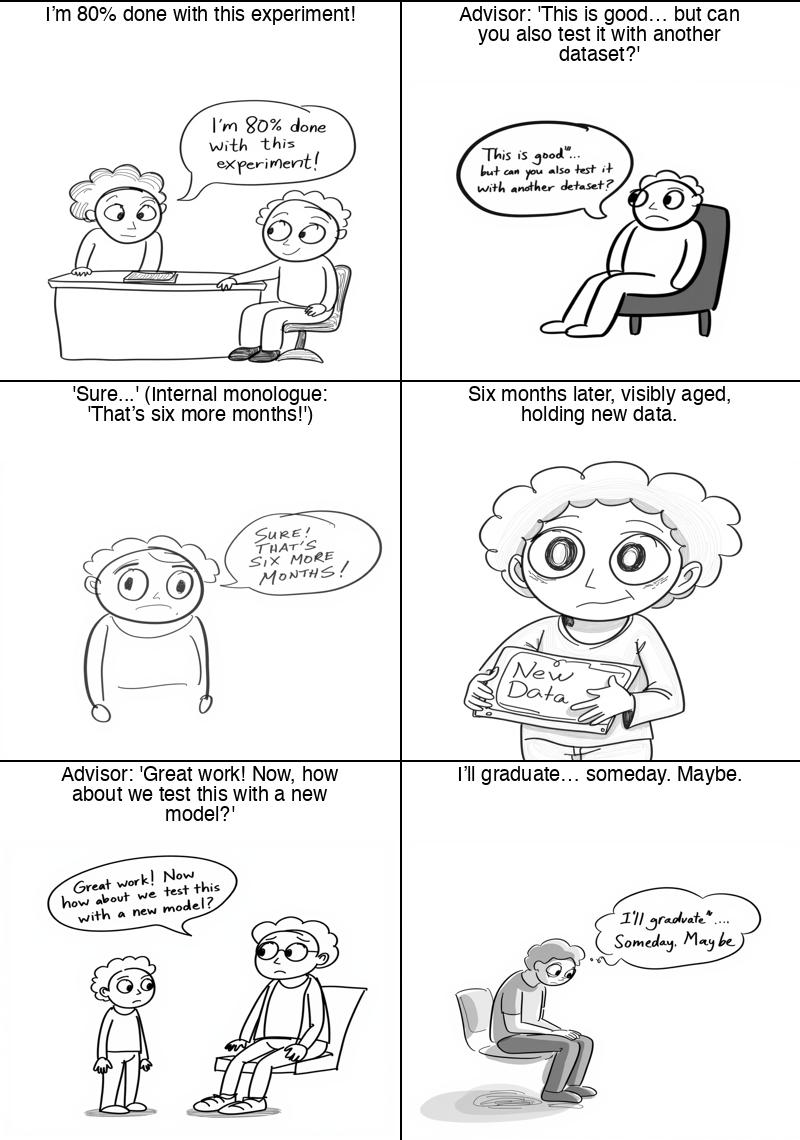 I’m 80% done with this experiment!
I'm 80% done
with this
experiment!
Advisor: 'This is good… but can
you also test it with another
dataset?'
This is good"...
but can you also test it
with another detaset?
'Sure...' (Internal monologue:
'That’s six more months!')
SURE!
THAT'S
SIX MORE
MONTHS!
Six months later, visibly aged,
holding new data.
New
Data
Advisor: 'Great work! Now, how
about we test this with a new
model?'
Great work! Now
how about we test this
with a new model?
I’ll graduate… someday. Maybe.
I'll graduate"....
Someday. Maybe